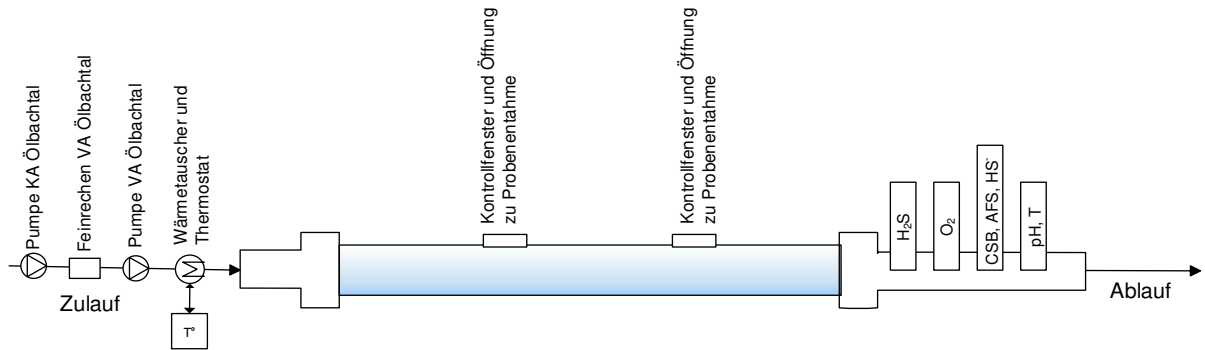 Pumpe KA Ölbachtal
Feinrechen VA Ölbachtal
Pumpe VA Ölbachtal
Wärmetauscher und
Thermostat
Kontrollfenster und Öffnung
zu Probenentahme
Kontrollfenster und Öffnung
zu Probenentahme
H₂S
O₂
CSB, AFS, HS⁻
pH, T
M
T°
Zulauf
Ablauf